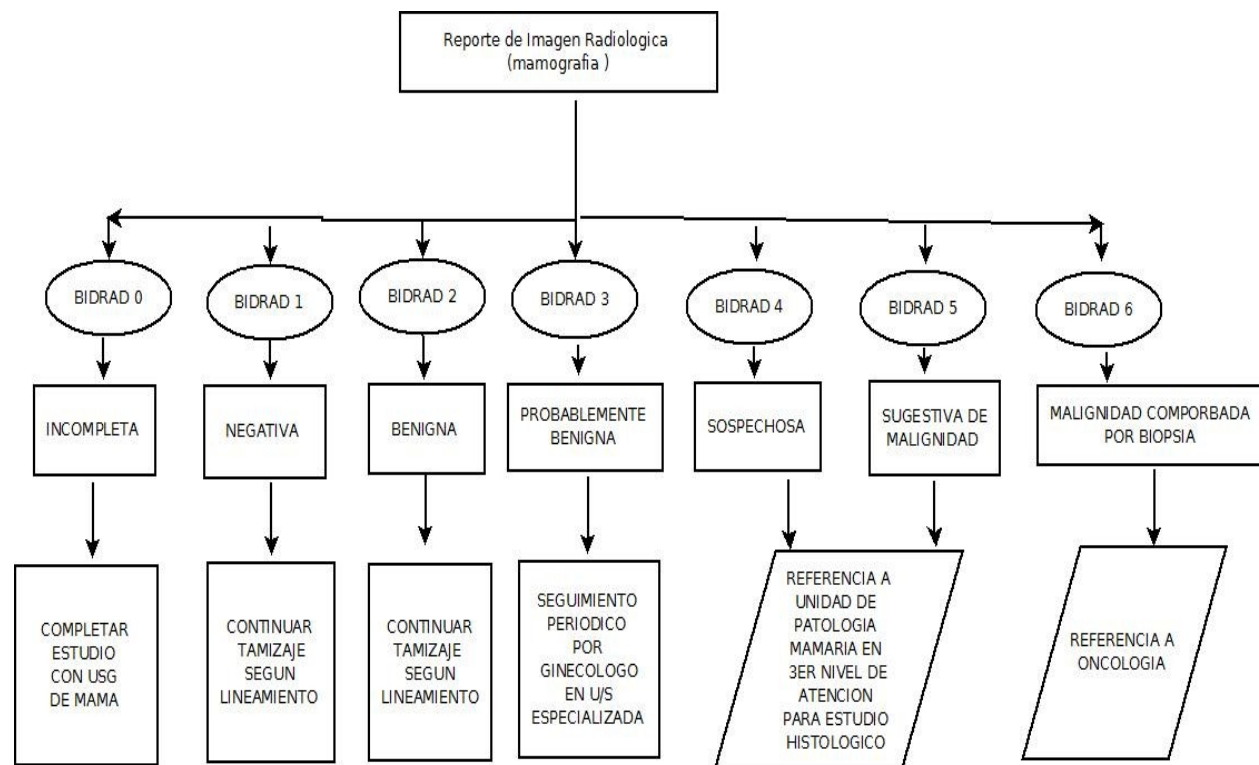 Reporte de Imagen Radiologica
(mamografia )
BIDRAD 0
BIDRAD 1
BIDRAD 2
BIDRAD 3
BIDRAD 4
BIDRAD 5
BIDRAD 6
INCOMPLETA
NEGATIVA
BENIGNA
PROBABLEMENTE
BENIGNA
SOSPECHOSA
SUGESTIVA DE
MALIGNIDAD
MALIGNIDAD COMPORBADA
POR BIOPSIA
COMPLETAR
ESTUDIO
CON USG
DE MAMA
CONTINUAR
TAMIZAJE
SEGUN
LINEAMIENTO
CONTINUAR
TAMIZAJE
SEGUN
LINEAMIENTO
SEGUIMIENTO
PERIODICO
POR
GINECOLOGO
EN U/S
ESPECIALIZADA
REFERENCIA A
UNIDAD DE
PATOLOGIA
MAMARIA EN
3ER NIVEL DE
ATENCION
PARA ESTUDIO
HISTOLOGICO
REFERENCIA A
ONCOLOGIA